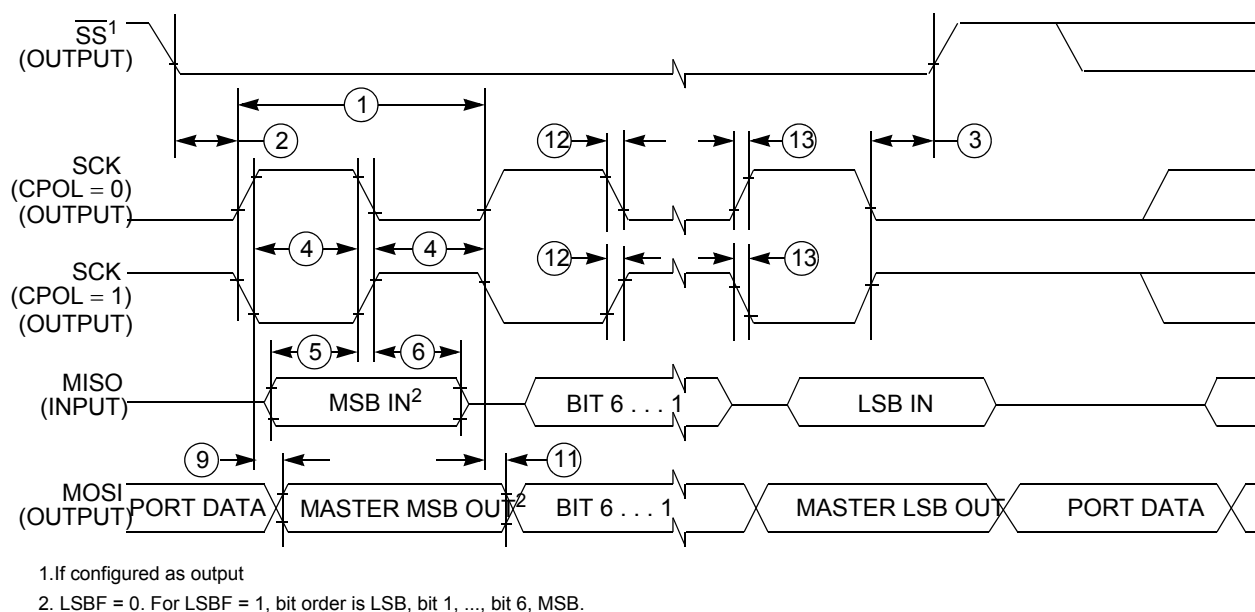 SS¹
(OUTPUT)
1
2
12
13
3
SCK
(CPOL = 0)
(OUTPUT)
4
4
12
13
SCK
(CPOL = 1)
(OUTPUT)
5
6
MISO
(INPUT)
MSB IN²
BIT 6 . . . 1
LSB IN
9
11
MOSI
(OUTPUT)
PORT DATA
MASTER MSB OUT²
BIT 6 . . . 1
MASTER LSB OUT
PORT DATA
1.If configured as output
2. LSBF = 0. For LSBF = 1, bit order is LSB, bit 1, ..., bit 6, MSB.